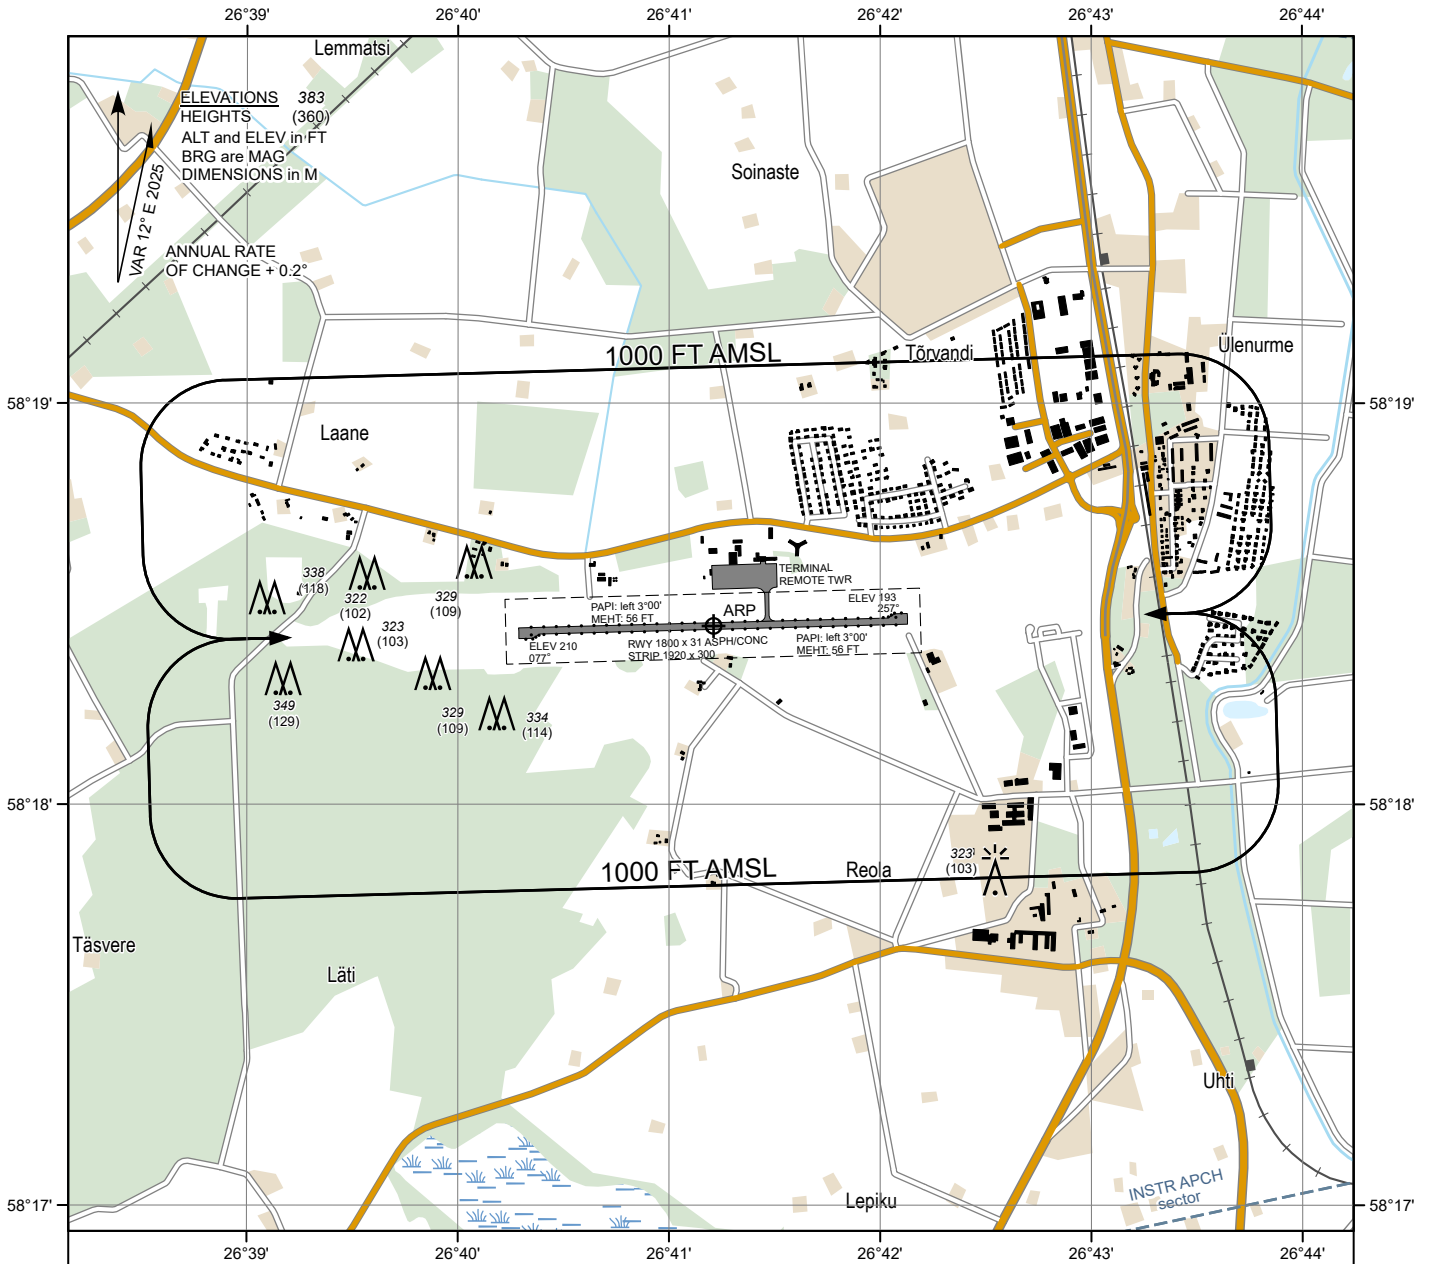 26°39'
26°40'
26°41'
26°42'
26°43'
26°44'
Lemmatsi
ELEVATIONS 383
HEIGHTS (360)
ALT and ELEV in FT
BRG are MAG
DIMENSIONS in M
VAR 12° E 2025
ANNUAL RATE
OF CHANGE + 0.2°
Soinaste
1000 FT AMSL
Tõrvandi
Ülenurme
58°19'
58°19'
Laane
338
(118)
322
(102)
329
(109)
323
(103)
349
(129)
329
(109)
334
(114)
TERMINAL
REMOTE TWR
PAPI: left 3°00'
MEHT: 56 FT
ARP
ELEV 193
257°
ELEV 210
077°
RWY 1800 x 31 ASPH/CONC
STRIP 1920 x 300
PAPI: left 3°00'
MEHT: 56 FT
58°18'
58°18'
1000 FT AMSL
Reola
323
(103)
Täsvere
Läti
Uhti
Lepiku
INSTR APCH
sector
58°17'
58°17'
26°39'
26°40'
26°41'
26°42'
26°43'
26°44'